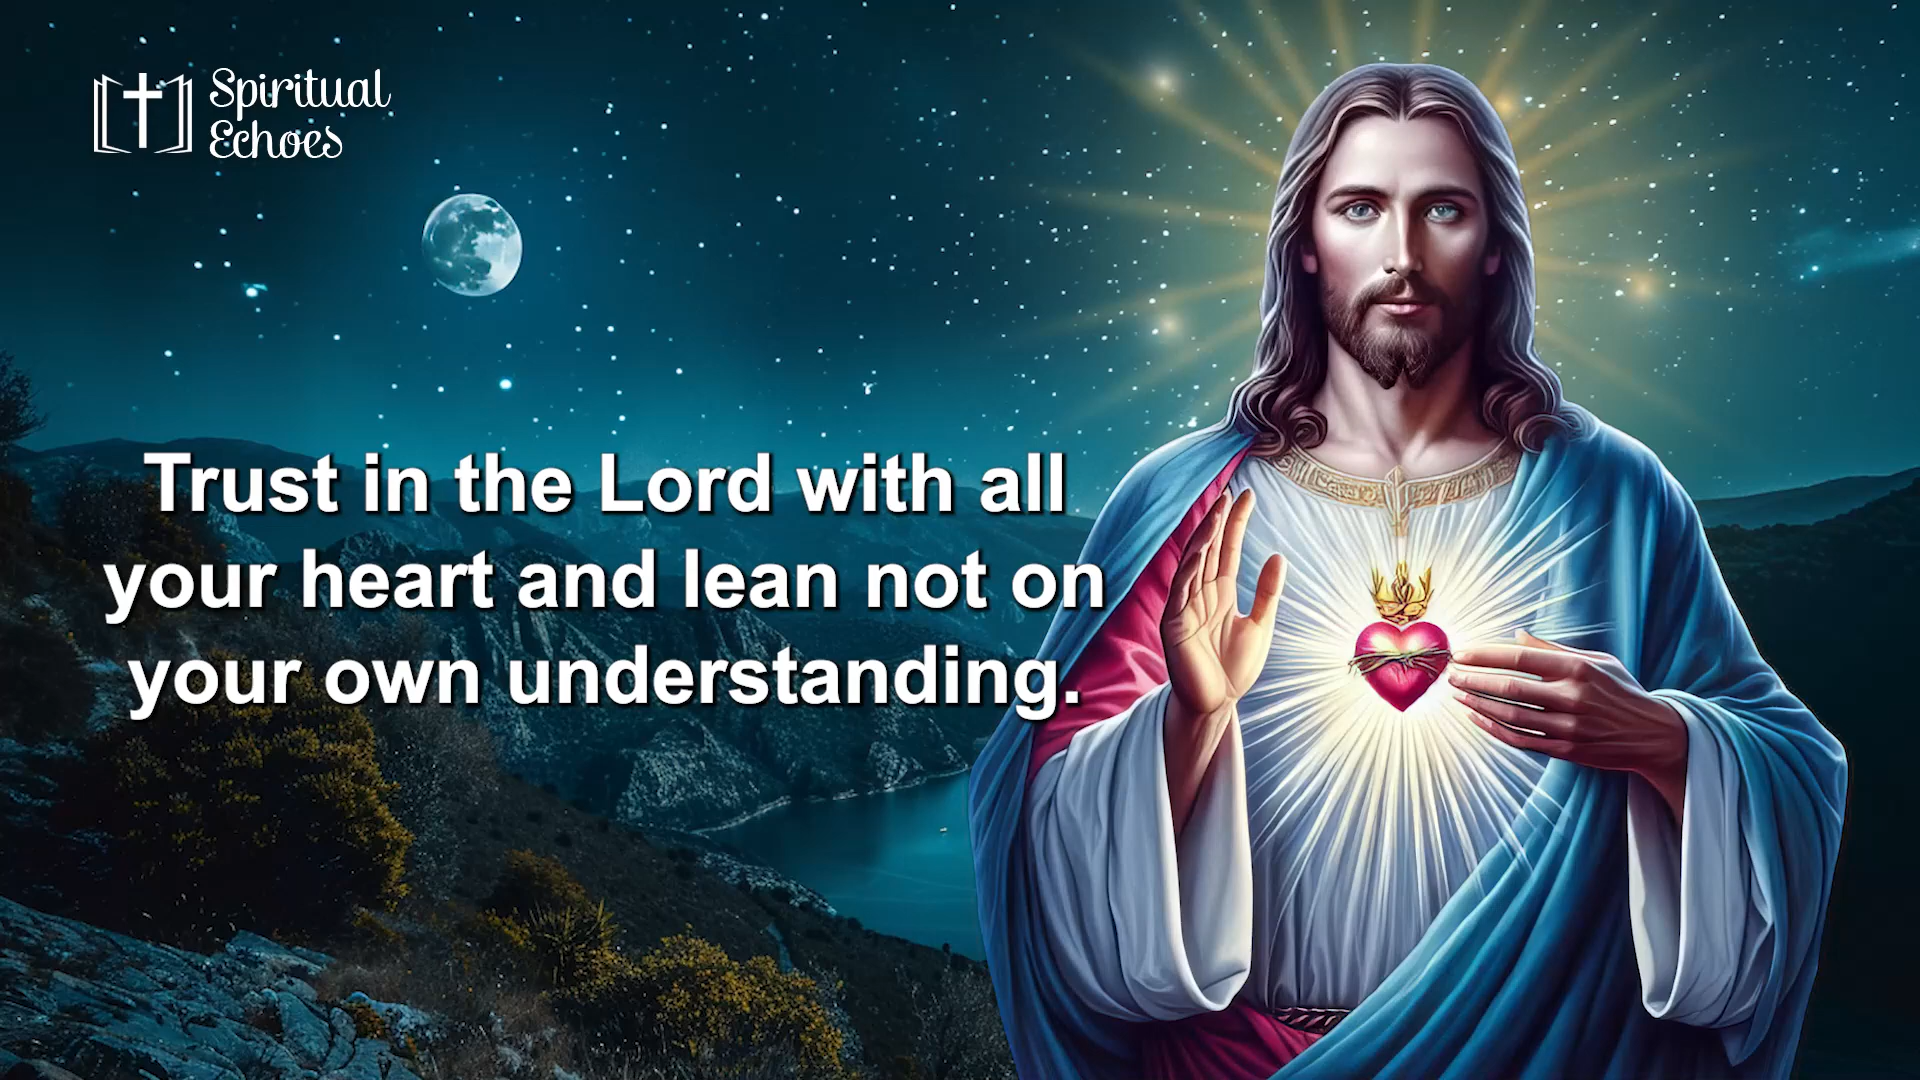 Spiritual
Echoes
Trust in the Lord with all
your heart and lean not on
your own understanding.